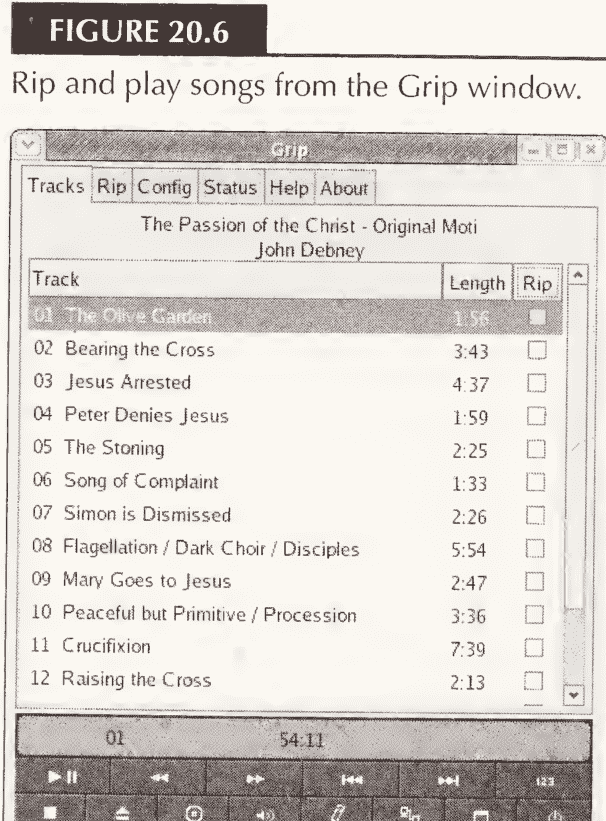 FIGURE 20.6
Rip and play songs from the Grip window.
Grip
Tracks Rip Config Status Help About
The Passion of the Christ - Original Moti
John Debney
Track Length Rip
01 The Olive Garden 1:56
02 Bearing the Cross 3:43
03 Jesus Arrested 4:37
04 Peter Denies Jesus 1:59
05 The Stoning 2:25
06 Song of Complaint 1:33
07 Simon is Dismissed 2:26
08 Flagellation / Dark Choir / Disciples 5:54
09 Mary Goes to Jesus 2:47
10 Peaceful but Primitive / Procession 3:36
11 Crucifixion 7:39
12 Raising the Cross 2:13
01 54:11
123